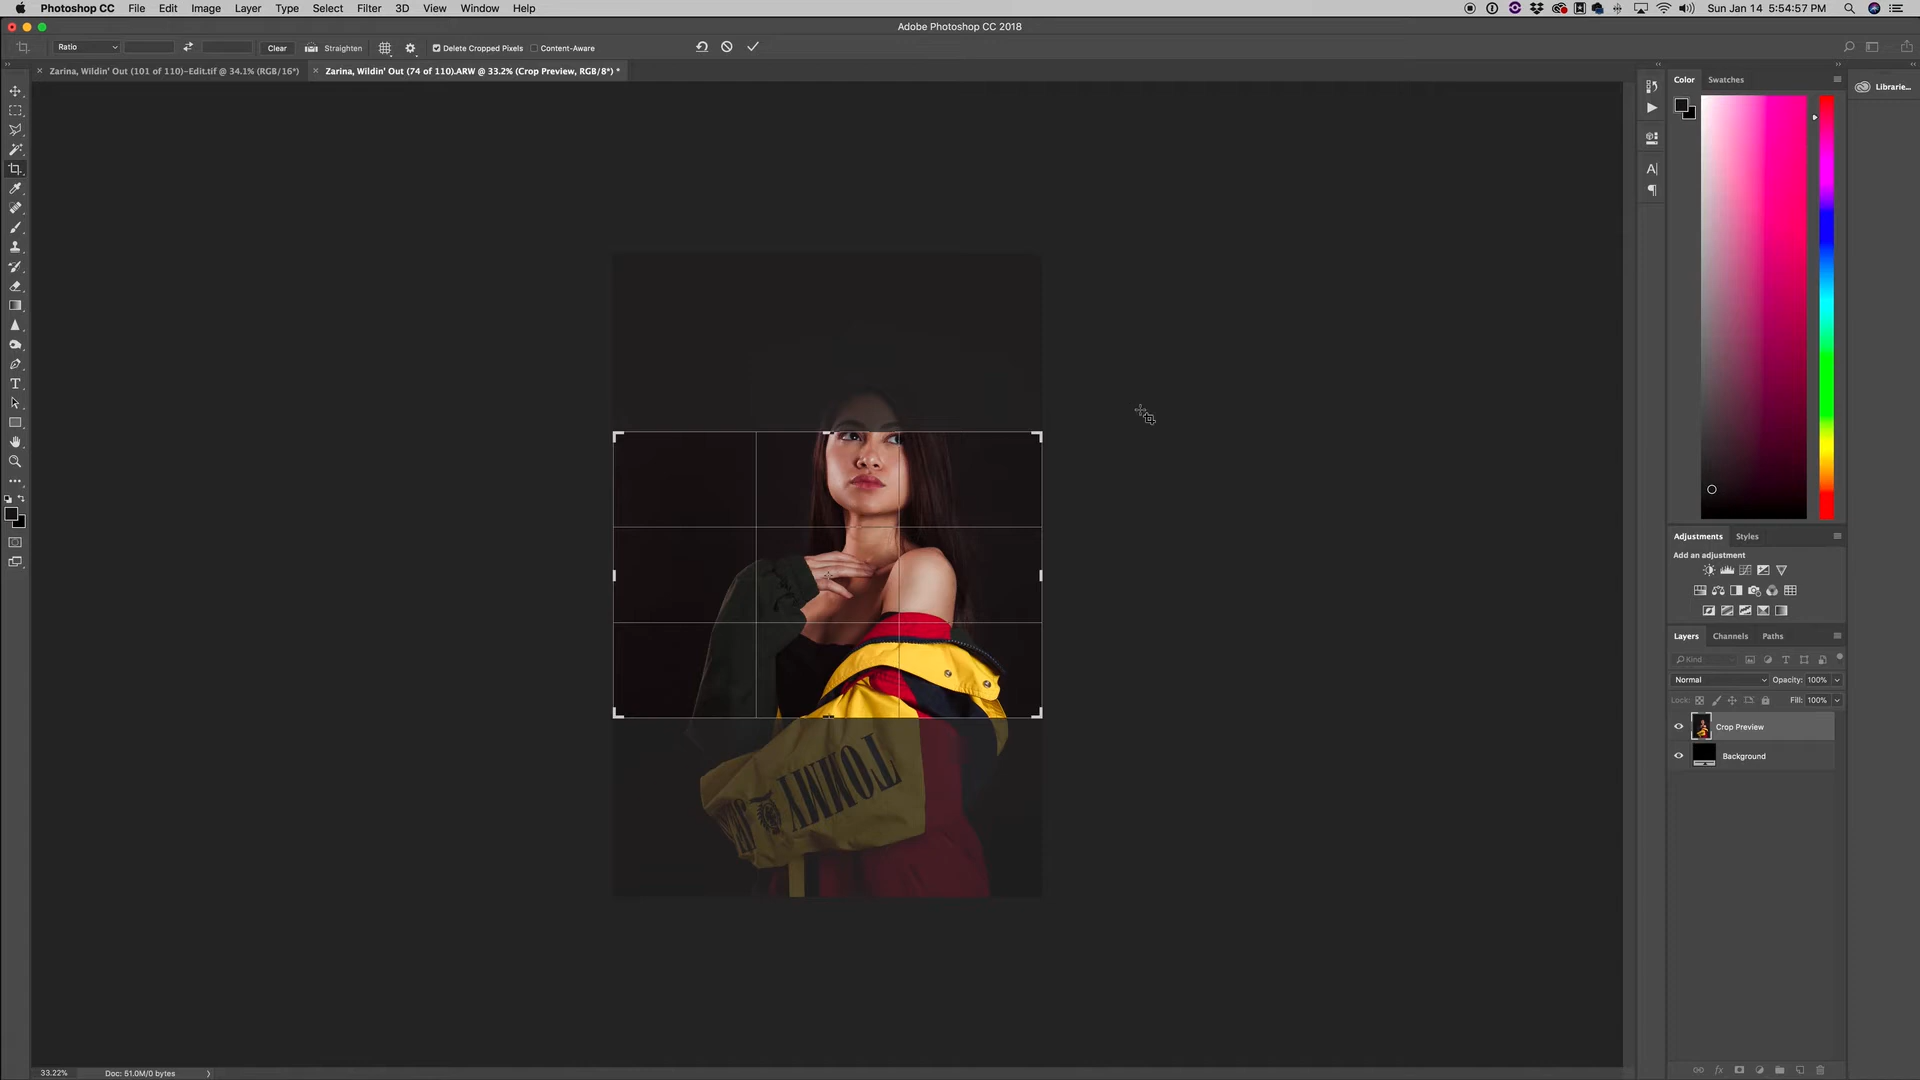 Photoshop CC File Edit Image Layer Type Select Filter 3D View Window Help Sun Jan 14 5:54:57 PM
Adobe Photoshop CC 2018
Ratio Clear Straighten Delete Cropped Pixels Content-Aware
Zarina, Wildin' Out (101 of 110)-Edit.tif @ 34.1% (RGB/16*) Zarina, Wildin' Out (74 of 110).ARW @ 33.2% (Crop Preview, RGB/8*) *
Color Swatches
Librarie...
Adjustments Styles
Add an adjustment
Layers Channels Paths
Kind
Normal Opacity: 100%
Lock: Fill: 100%
Crop Preview
Background
TOMMY
33.22% Doc: 51.0M/0 bytes